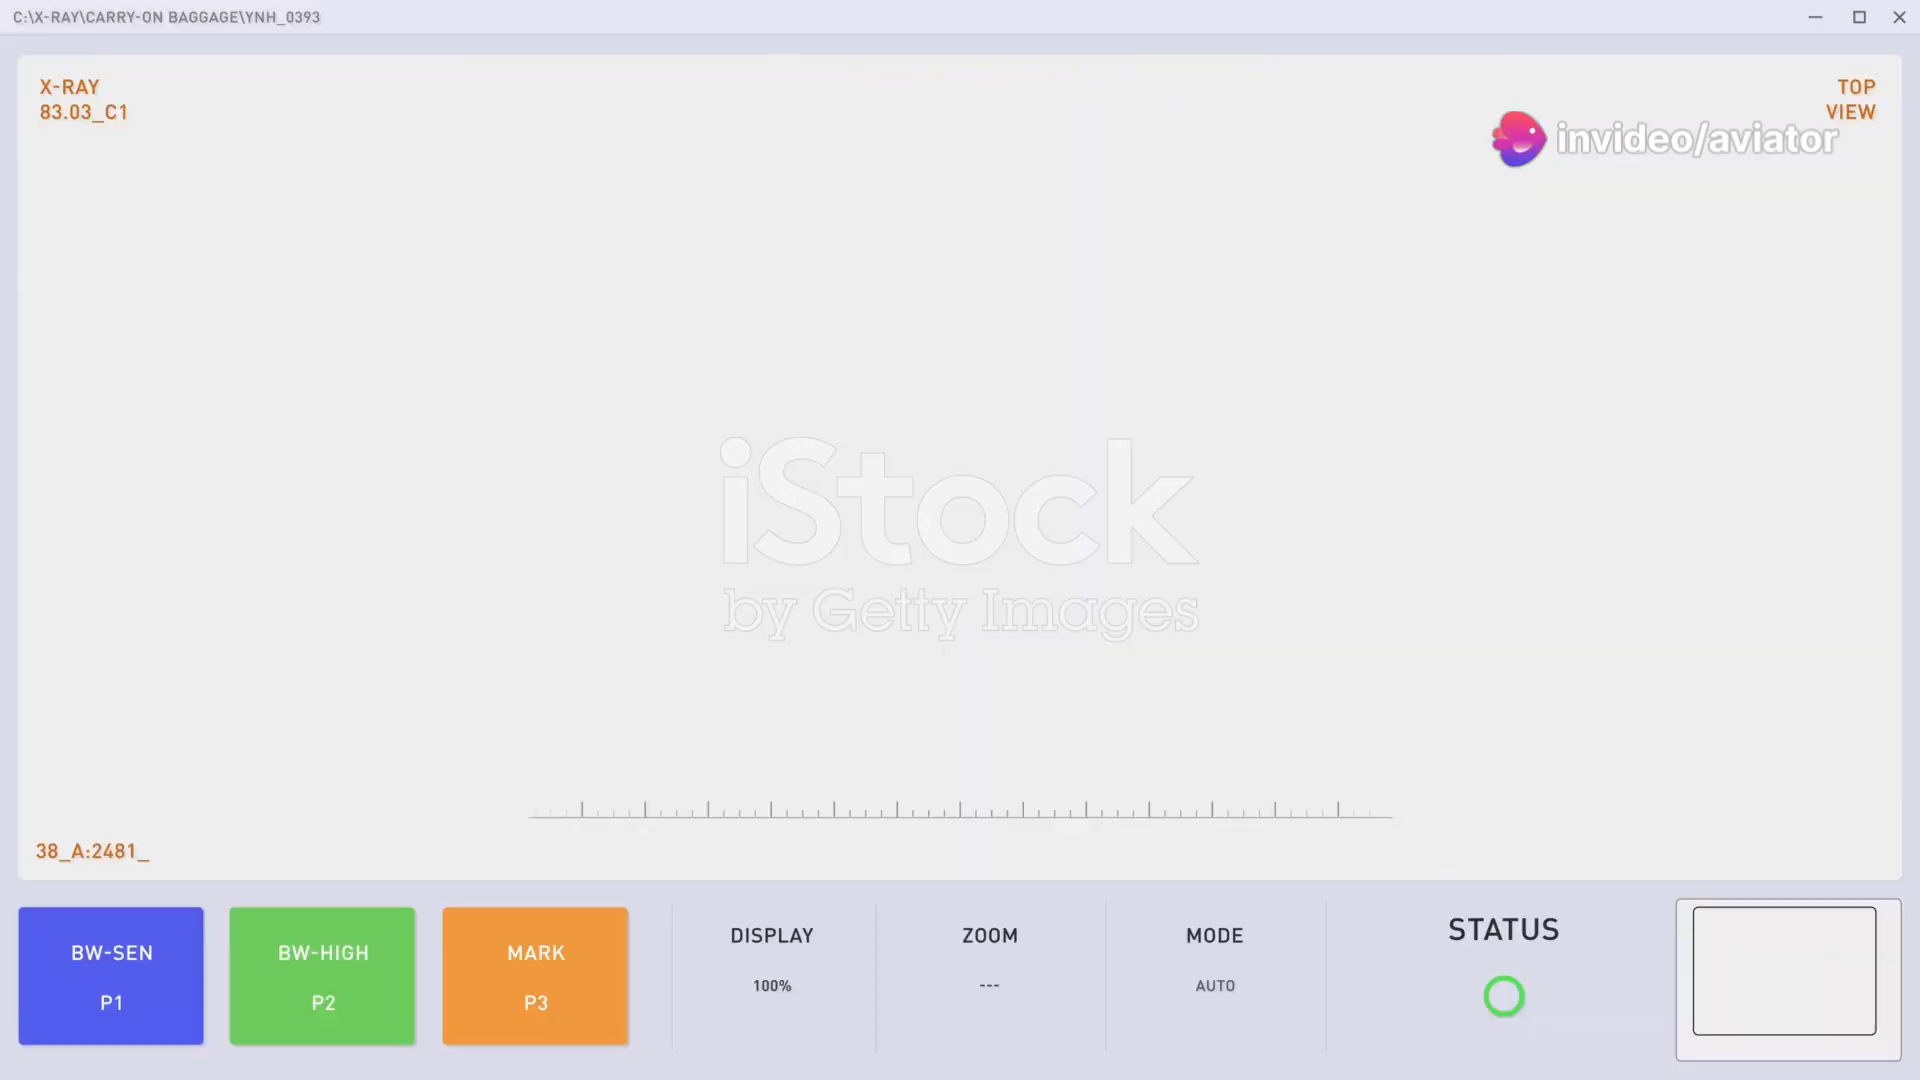 C:\X-RAY\CARRY-ON BAGGAGE\YNH_0393
X-RAY
83.03_C1
TOP
VIEW
invideo/aviator
iStock
by Getty Images
38_A:2481_
BW-SEN
P1
BW-HIGH
P2
MARK
P3
DISPLAY
100%
ZOOM
---
MODE
AUTO
STATUS